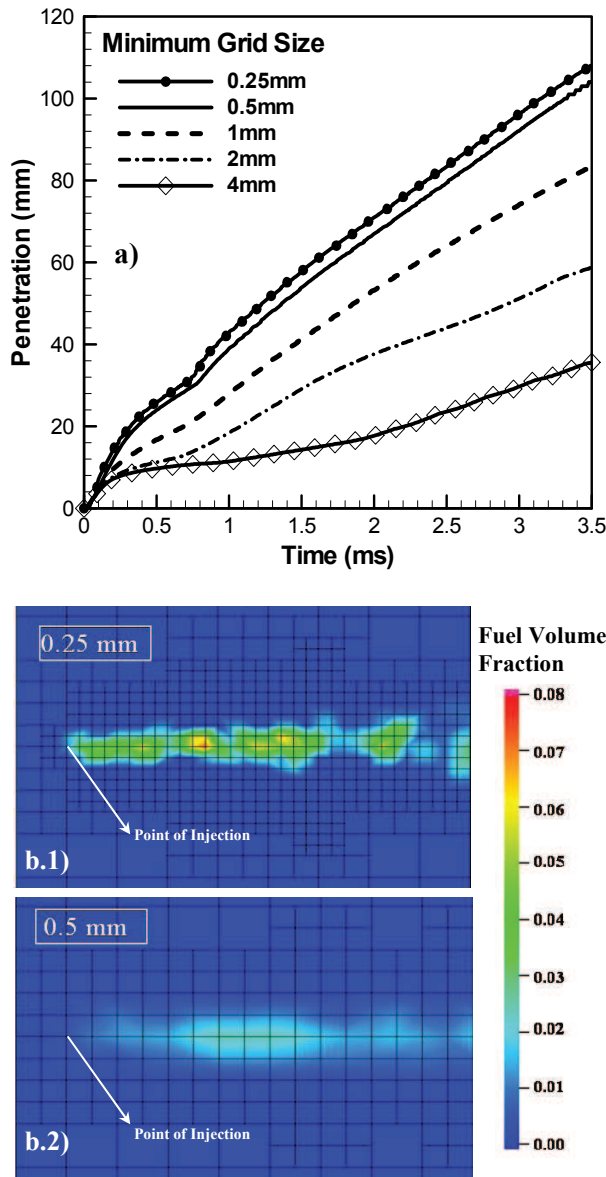 120
100
80
60
40
20
0
Penetration (mm)
Minimum Grid Size
0.25mm
0.5mm
1mm
2mm
4mm
a)
0 0.5 1 1.5 2 2.5 3 3.5
Time (ms)
0.25 mm
Point of Injection
b.1)
Fuel Volume
Fraction
0.08
0.07
0.06
0.05
0.04
0.03
0.02
0.01
0.00
0.5 mm
Point of Injection
b.2)